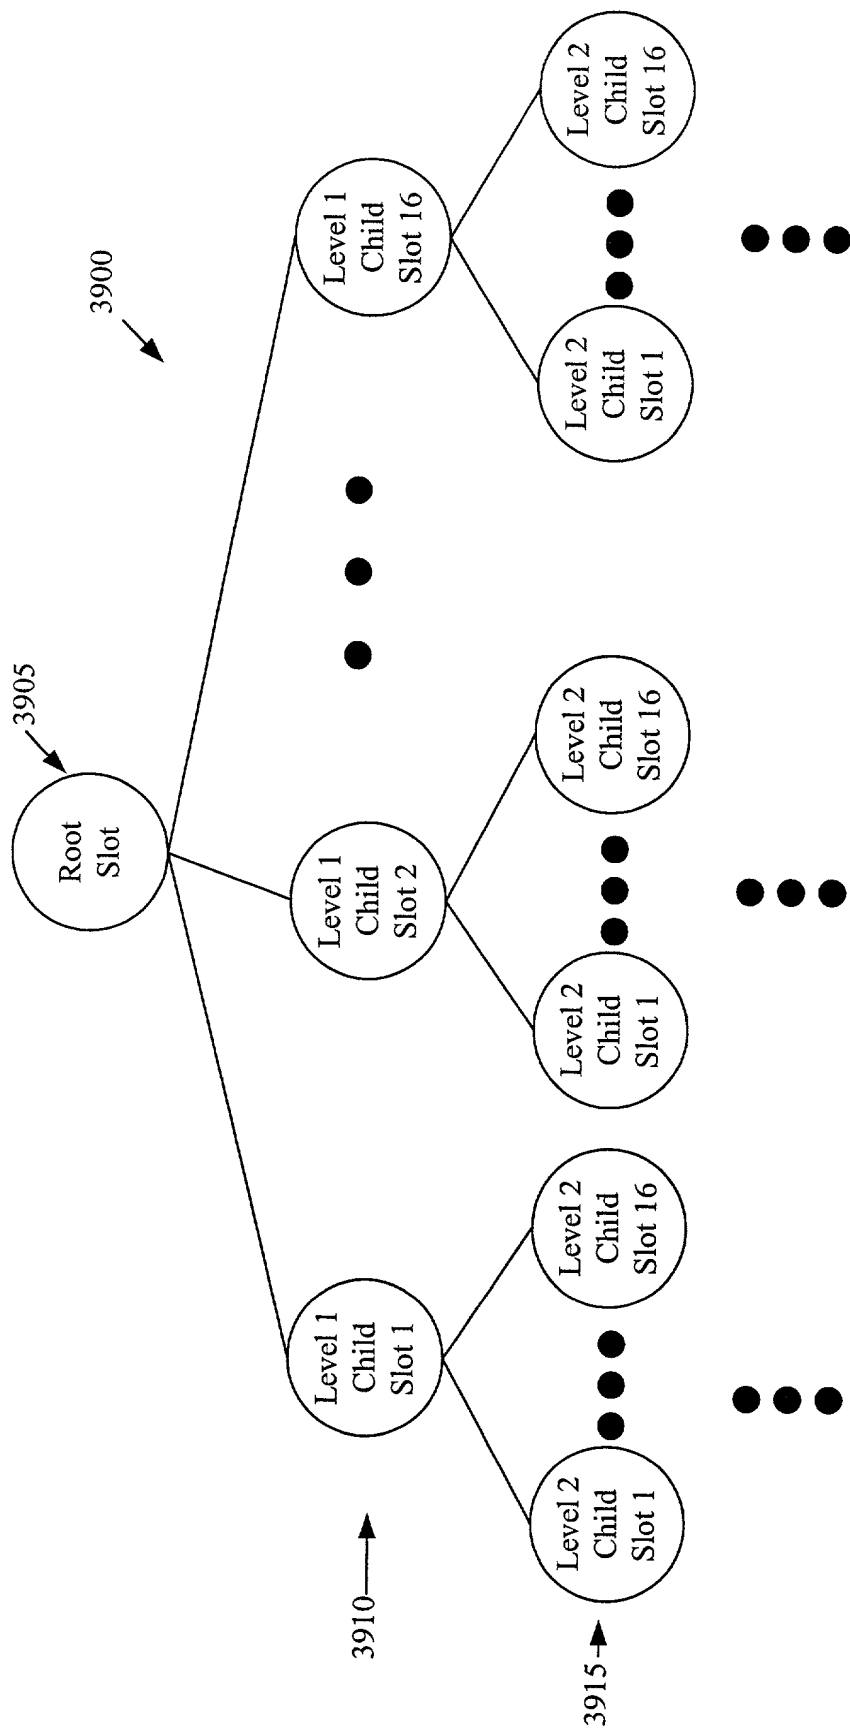 3900
3905
Root
Slot
3910
Level 1
Child
Slot 1
Level 1
Child
Slot 2
Level 1
Child
Slot 16
3915
Level 2
Child
Slot 1
Level 2
Child
Slot 16
Level 2
Child
Slot 1
Level 2
Child
Slot 16
Level 2
Child
Slot 1
Level 2
Child
Slot 16